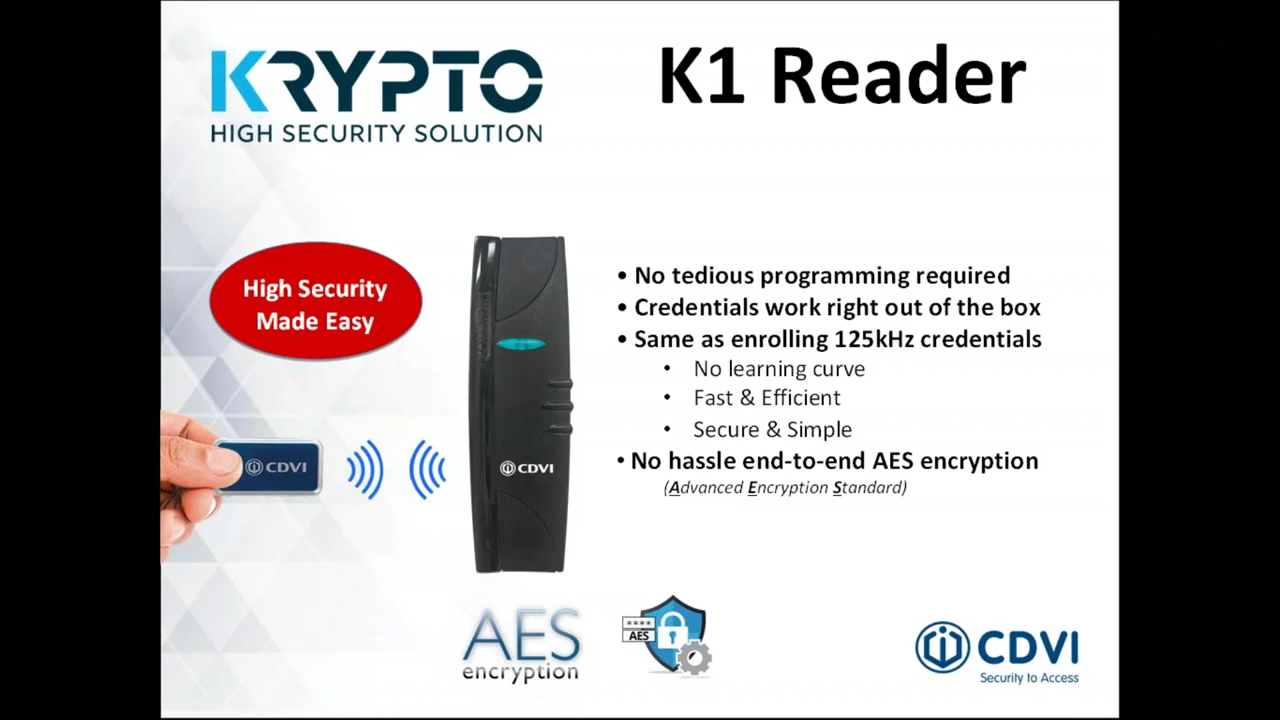 KRYPTO
HIGH SECURITY SOLUTION
K1 Reader
High Security
Made Easy
• No tedious programming required
• Credentials work right out of the box
• Same as enrolling 125kHz credentials
• No learning curve
• Fast & Efficient
• Secure & Simple
• No hassle end-to-end AES encryption
(Advanced Encryption Standard)
CDVI
CDVI
AES
encryption
****
AES
CDVI
Security to Access